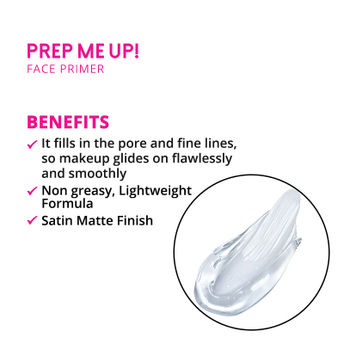 PREP ME UP!
FACE PRIMER
BENEFITS
It fills in the pore and fine lines,
so makeup glides on flawlessly
and smoothly
Non greasy, Lightweight
Formula
Satin Matte Finish